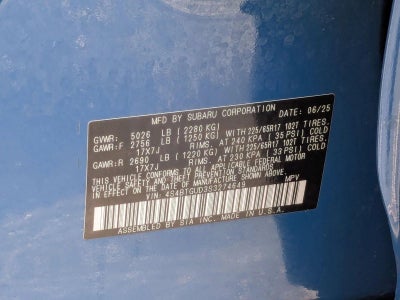 MFD BY SUBARU CORPORATION DATE: 06/25
GVWR: 5026 LB (2280 KG)
GAWR:F 2756 LB (1250 KG) WITH 225/65R17 102T TIRES,
17X7J RIMS, AT 240 KPA (35 PSI) COLD
GAWR:R 2690 LB (1220 KG) WITH 225/65R17 102T TIRES,
17X7J RIMS, AT 230 KPA (33 PSI) COLD
THIS VEHICLE CONFORMS TO ALL APPLICABLE FEDERAL MOTOR
VEHICLE SAFETY STANDARDS IN EFFECT ON THE DATE OF
MANUFACTURE SHOWN ABOVE.
VIN: 4S4BTGUD3S3274649 MPV
ASSEMBLED BY SIA INC. IN U.S.A.